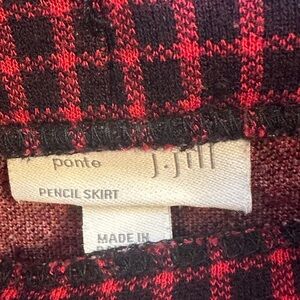 ponte j.jill
PENCIL SKIRT
MADE IN